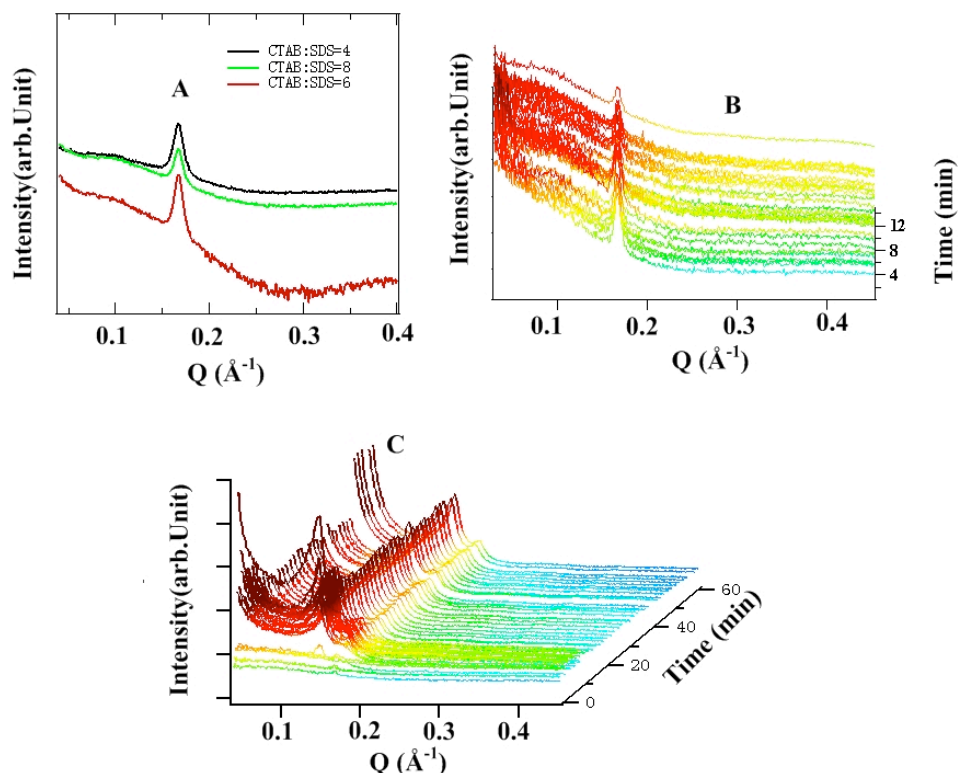 A
CTAB:SDS=4
CTAB:SDS=8
CTAB:SDS=6
Intensity(arb.Unit)
0.1 0.2 0.3 0.4
Q (Å⁻¹)
B
Intensity(arb.Unit)
12
8
4
Time (min)
0.1 0.2 0.3 0.4
Q (Å⁻¹)
C
Intensity(arb.Unit)
60
40
20
0
Time (min)
0.1 0.2 0.3 0.4
Q (Å⁻¹)